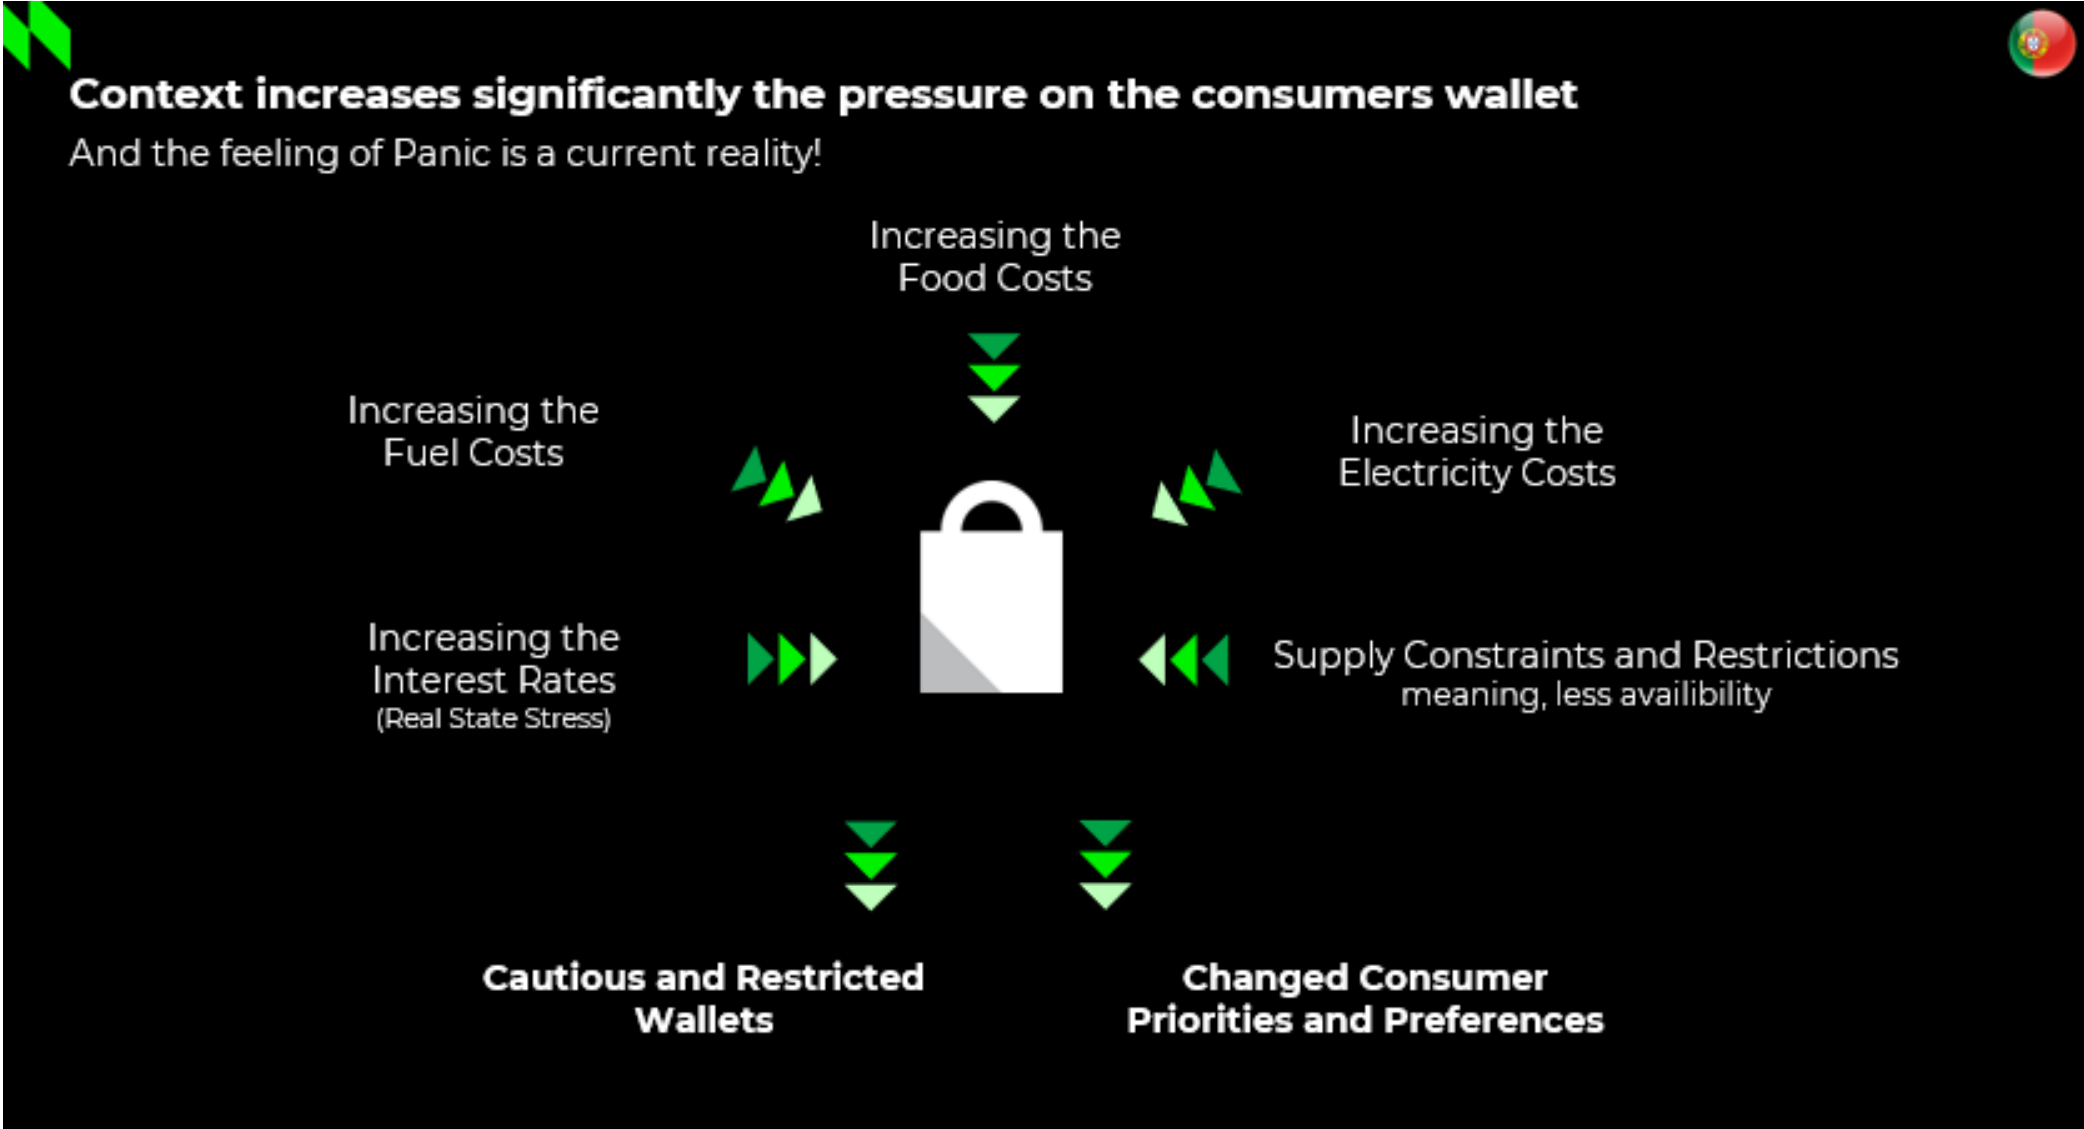 Context increases significantly the pressure on the consumers wallet
And the feeling of Panic is a current reality!
Increasing the
Food Costs
Increasing the
Fuel Costs
Increasing the
Electricity Costs
Increasing the
Interest Rates
(Real State Stress)
Supply Constraints and Restrictions
meaning, less availibility
Cautious and Restricted
Wallets
Changed Consumer
Priorities and Preferences